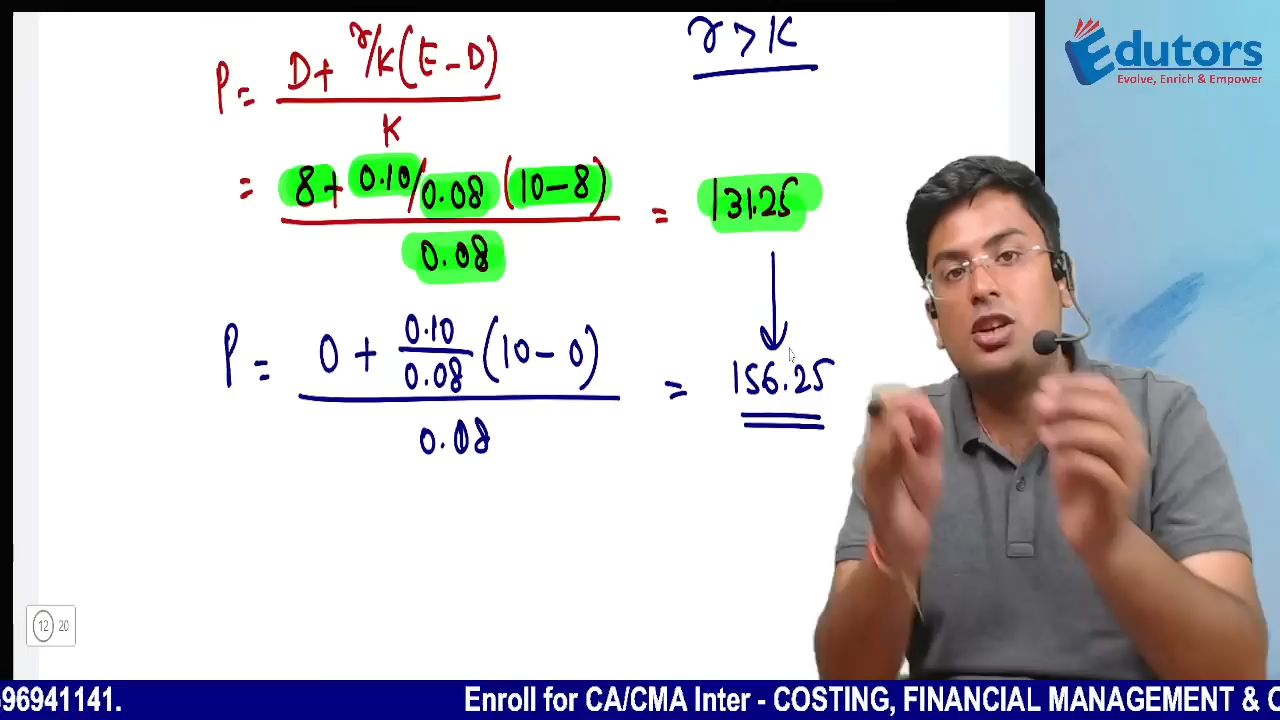 P = D + r/K (E - D)
K
r > K
= 8 + 0.10/0.08 (10 - 8) = 131.25
0.08
P = 0 + 0.10/0.08 (10 - 0) = 156.25
0.08
Edutors
Evolve, Enrich & Empower
12 20
96941141. Enroll for CA/CMA Inter - COSTING, FINANCIAL MANAGEMENT & C